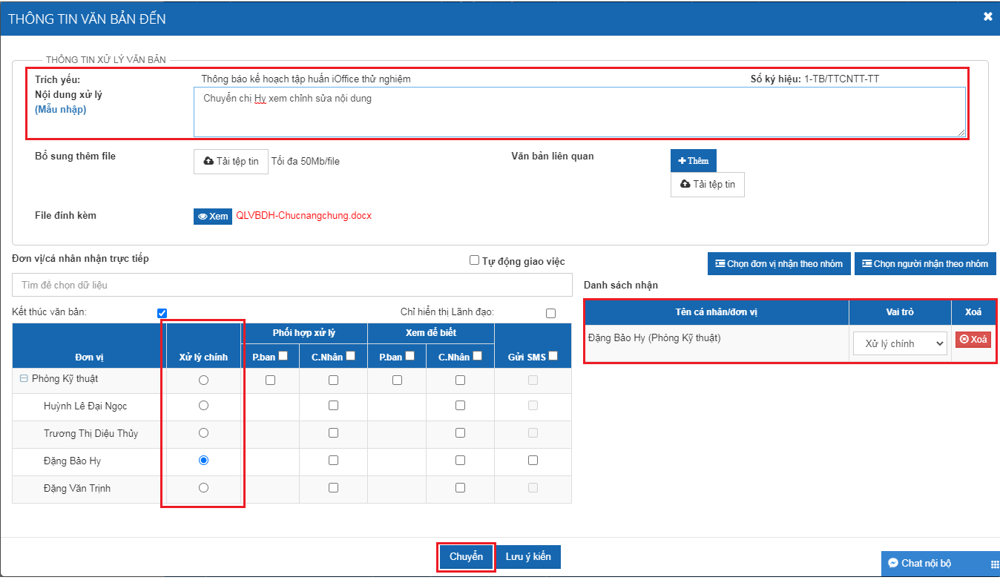 THÔNG TIN VĂN BẢN ĐẾN
THÔNG TIN XỬ LÝ VĂN BẢN
Trích yếu: Thông báo kế hoạch tập huấn iOffice thử nghiệm Số ký hiệu: 1-TB/TTCNTT-TT
Nội dung xử lý Chuyển chị Hy xem chỉnh sửa nội dung
(Mẫu nhập)
Bổ sung thêm file Tải tệp tin Tối đa 50Mb/file Văn bản liên quan Thêm
Tải tệp tin
File đính kèm Xem QLVBDH-Chucnangchung.docx
Đơn vị/cá nhân nhận trực tiếp Tự động giao việc Chọn đơn vị nhận theo nhóm Chọn người nhận theo nhóm
Tìm để chọn dữ liệu Danh sách nhận
Kết thúc văn bản: Chỉ hiển thị Lãnh đạo: Tên cá nhân/đơn vị Vai trò Xoá
Phối hợp xử lý Xem để biết Đặng Bảo Hy (Phòng Kỹ thuật) Xử lý chính Xoá
Đơn vị Xử lý chính P.ban C.Nhân P.ban C.Nhân Gửi SMS
Phòng Kỹ thuật
Huỳnh Lê Đại Ngọc
Trương Thị Diệu Thủy
Đặng Bảo Hy
Đặng Văn Trịnh
Chuyển Lưu ý kiến
Chat nội bộ